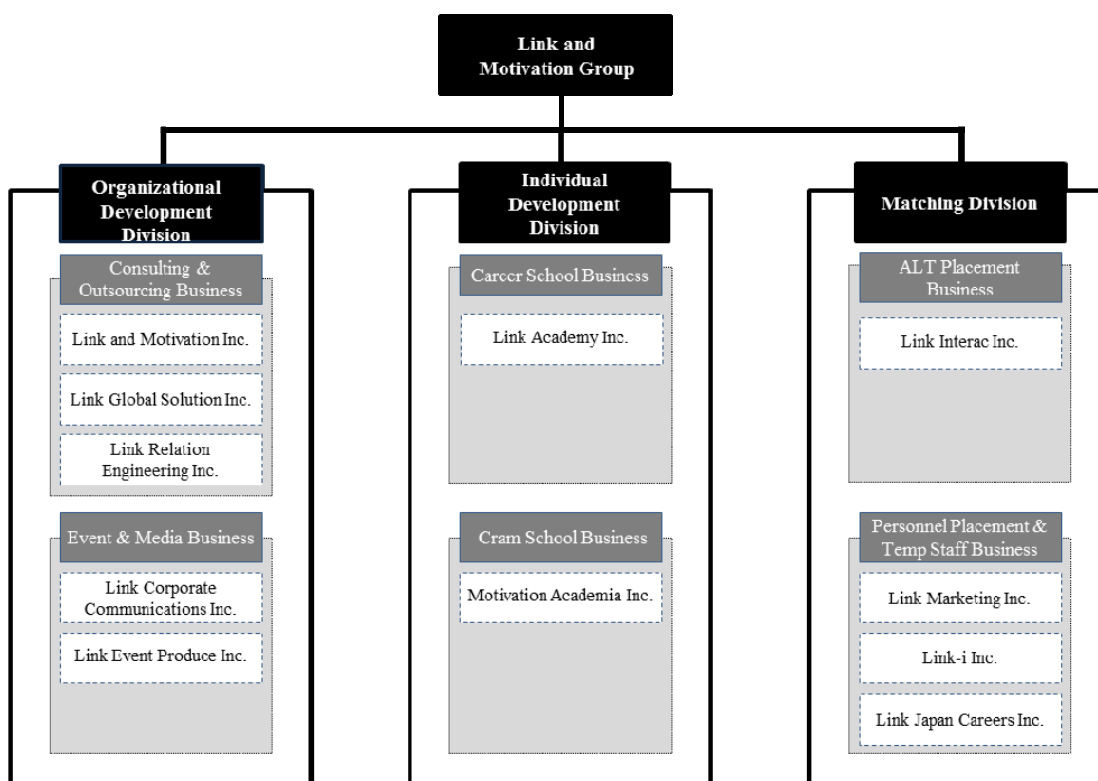 Link and
Motivation Group
Organizational
Development
Division
Consulting &
Outsourcing Business
Link and Motivation Inc.
Link Global Solution Inc.
Link Relation
Engineering Inc.
Event & Media Business
Link Corporate
Communications Inc.
Link Event Produce Inc.
Individual
Development
Division
Career School Business
Link Academy Inc.
Cram School Business
Motivation Academia Inc.
Matching Division
ALT Placement
Business
Link Interac Inc.
Personnel Placement &
Temp Staff Business
Link Marketing Inc.
Link-i Inc.
Link Japan Careers Inc.